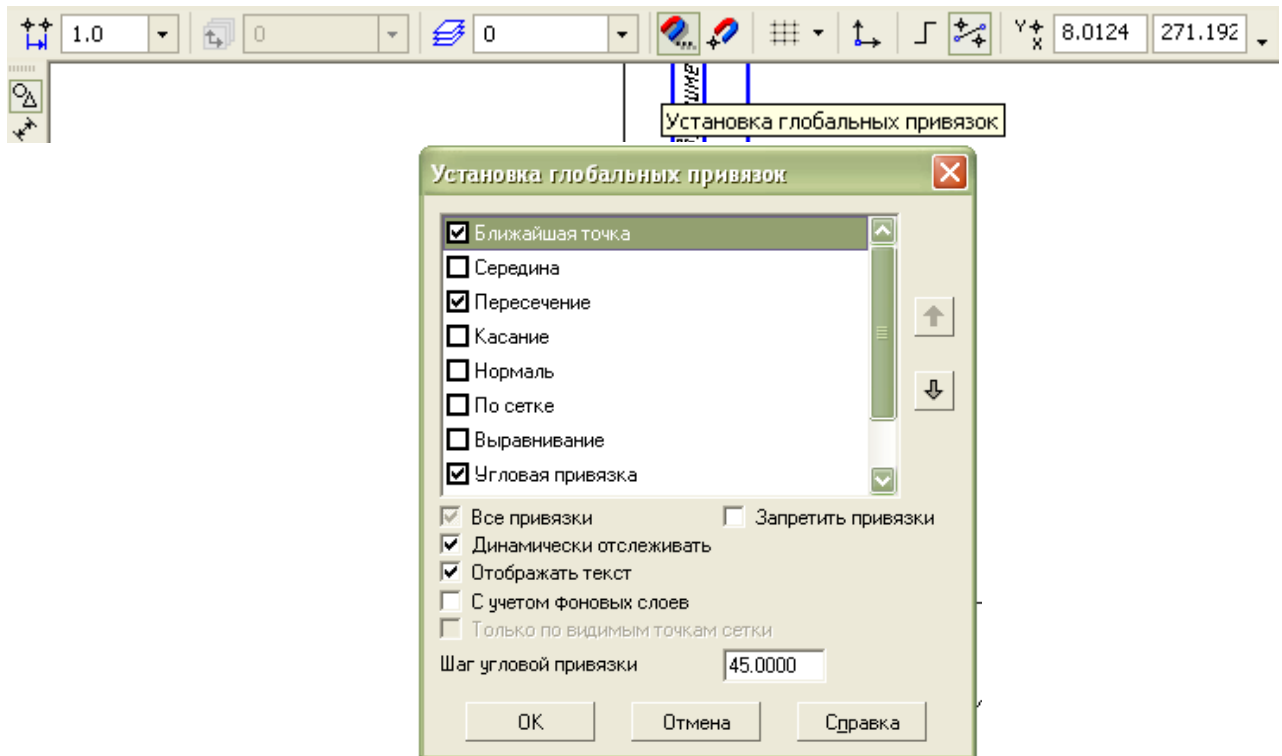 1.0 0 0 Y X 8.0124 271.192
Установка глобальных привязок
Установка глобальных привязок
Ближайшая точка
Середина
Пересечение
Касание
Нормаль
По сетке
Выравнивание
Угловая привязка
Все привязки Запретить привязки
Динамически отслеживать
Отображать текст
С учетом фоновых слоев
Только по видимым точкам сетки
Шаг угловой привязки 45.0000
OK Отмена Справка